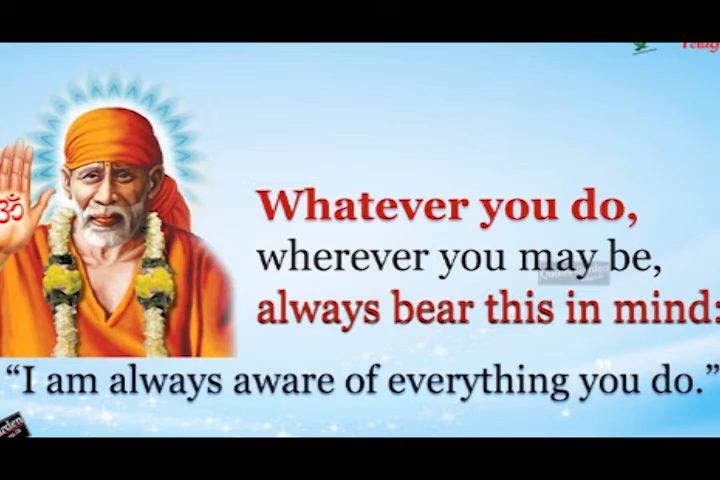 ॐ
Whatever you do,
wherever you may be,
always bear this in mind:
“I am always aware of everything you do.”